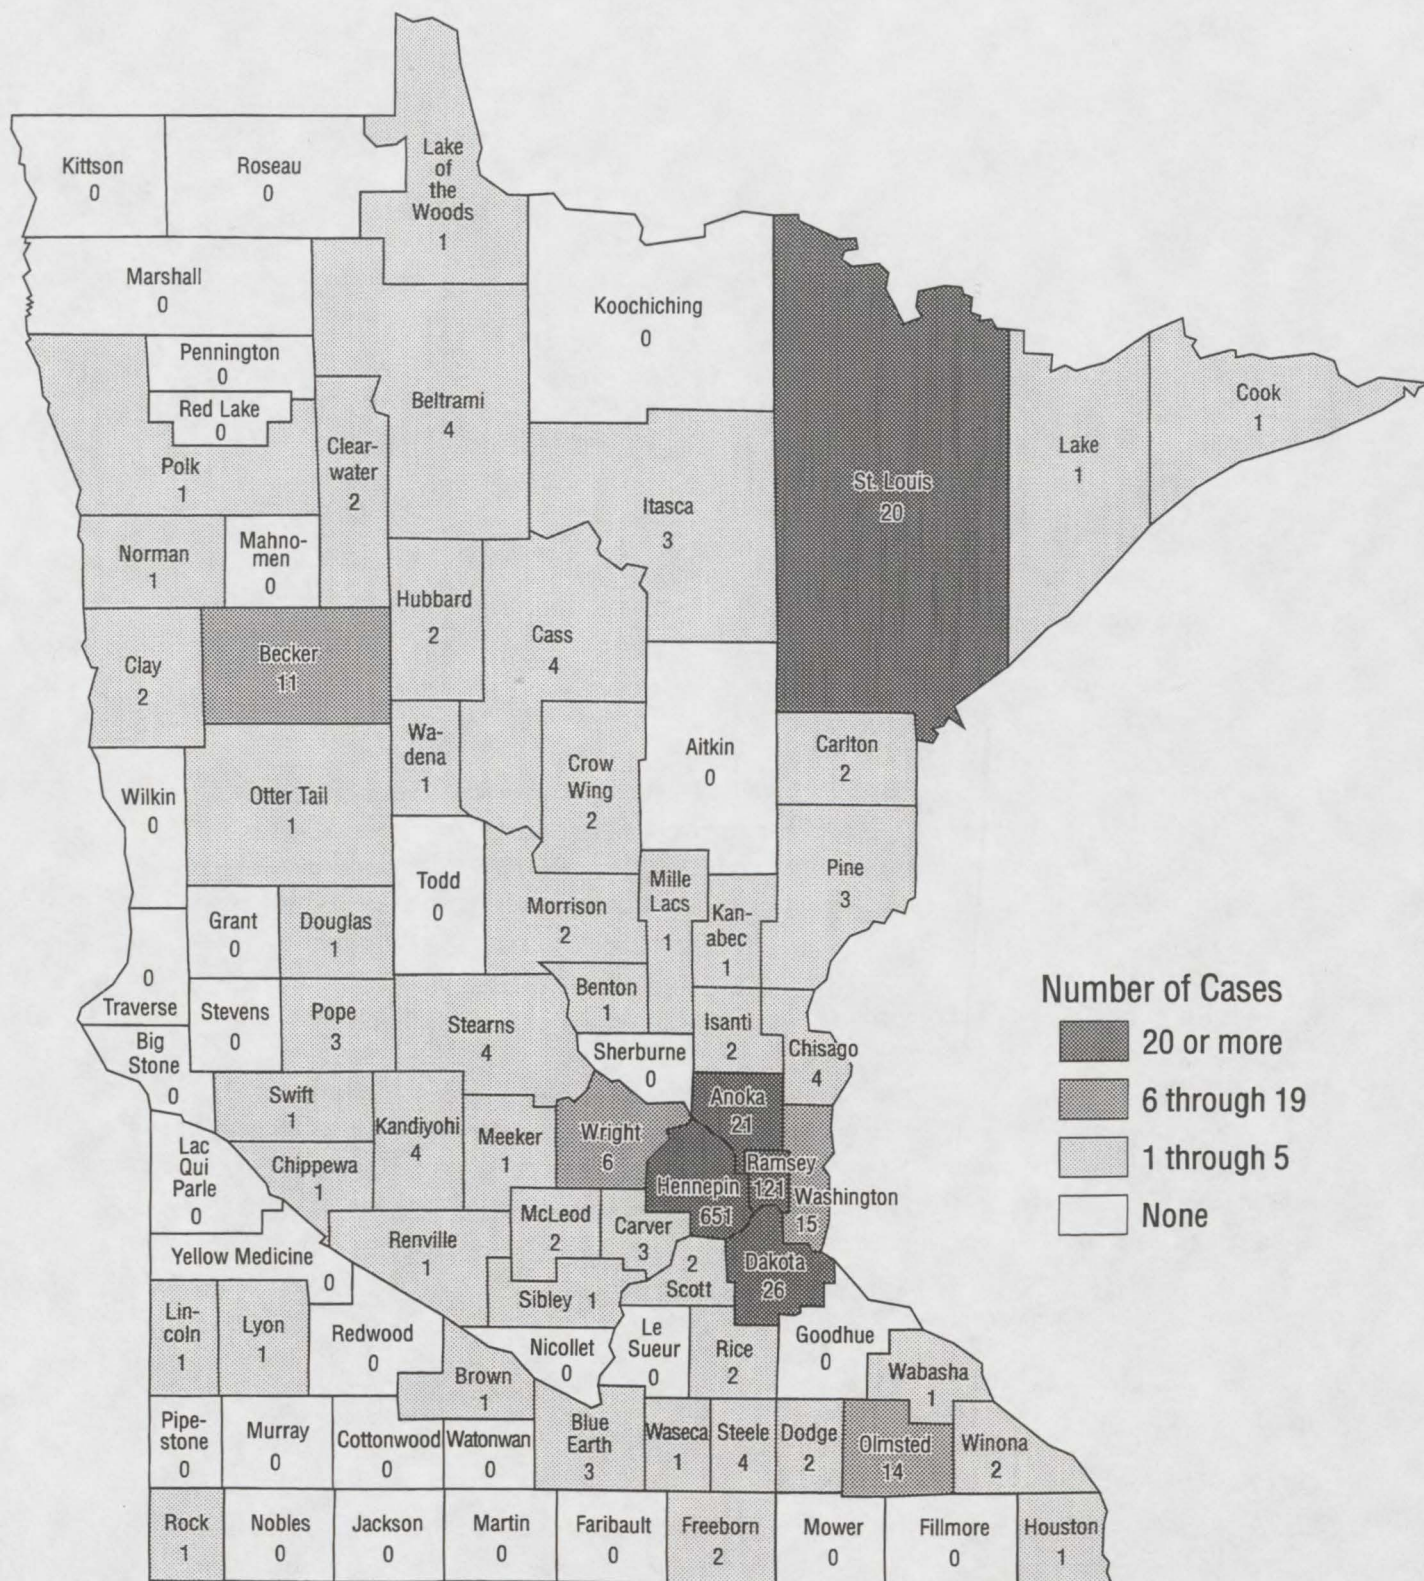 Kittson
0
Roseau
0
Lake
of
the
Woods
1
Marshall
0
Koochiching
0
Pennington
0
Red Lake
0
Polk
1
Clear-
water
2
Beltrami
4
Itasca
3
St. Louis
20
Lake
1
Cook
1
Norman
1
Mahno-
men
0
Hubbard
2
Cass
4
Clay
2
Becker
11
Wa-
dena
1
Crow
Wing
2
Aitkin
0
Carlton
2
Wilkin
0
Otter Tail
1
Todd
0
Morrison
2
Mille
Lacs
1
Kan-
abec
1
Pine
3
Grant
0
Douglas
1
0
Traverse
Stevens
0
Pope
3
Stearns
4
Benton
1
Isanti
2
Chisago
4
Big
Stone
0
Sherburne
0
Swift
1
Kandiyohi
4
Meeker
1
Wright
6
Anoka
21
Ramsey
121
Washington
15
Hennepin
651
Lac
Qui
Parle
0
Chippewa
1
McLeod
2
Carver
3
Renville
1
Yellow Medicine
0
2
Scott
Dakota
26
Sibley 1
Lin-
coln
1
Lyon
1
Redwood
0
Nicollet
0
Le
Sueur
0
Rice
2
Goodhue
0
Wabasha
1
Brown
1
Pipe-
stone
0
Murray
0
Cottonwood
0
Watonwan
0
Blue
Earth
3
Waseca
1
Steele
4
Dodge
2
Olmsted
14
Winona
2
Rock
1
Nobles
0
Jackson
0
Martin
0
Faribault
0
Freeborn
2
Mower
0
Fillmore
0
Houston
1
Number of Cases
20 or more
6 through 19
1 through 5
None